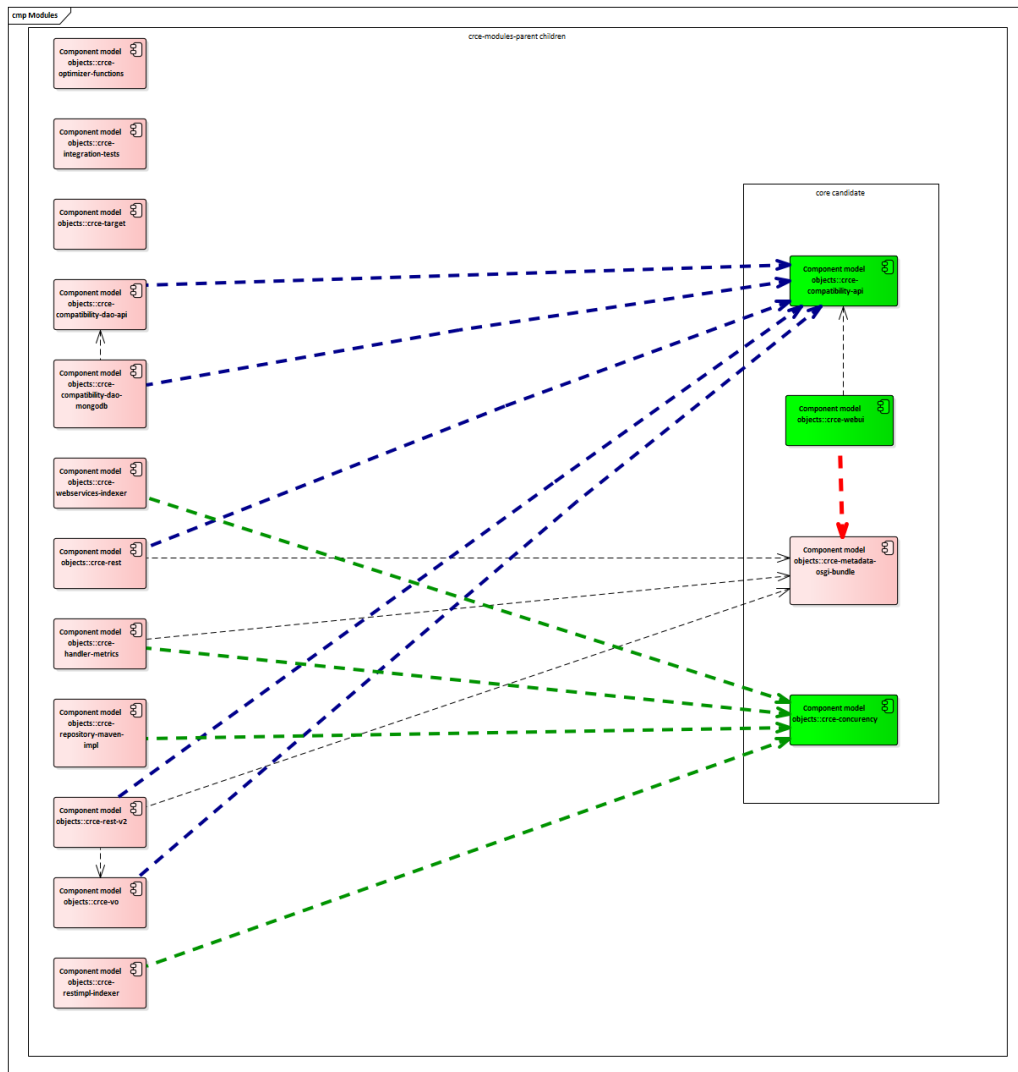 cmp Modules
crce-modules-parent children
Component model
objects::crce-
optimizer-functions
Component model
objects::crce-
integration-tests
Component model
objects::crce-target
core candidate
Component model
objects::crce-
compatibility-api
Component model
objects::crce-
compatibility-dao-api
Component model
objects::crce-
compatibility-dao-
mongodb
Component model
objects::crce-webui
Component model
objects::crce-
webservices-indexer
Component model
objects::crce-rest
Component model
objects::crce-metadata-
osgi-bundle
Component model
objects::crce-
handler-metrics
Component model
objects::crce-
repository-maven-
impl
Component model
objects::crce-concurency
Component model
objects::crce-rest-v2
Component model
objects::crce-vo
Component model
objects::crce-
restimpl-indexer